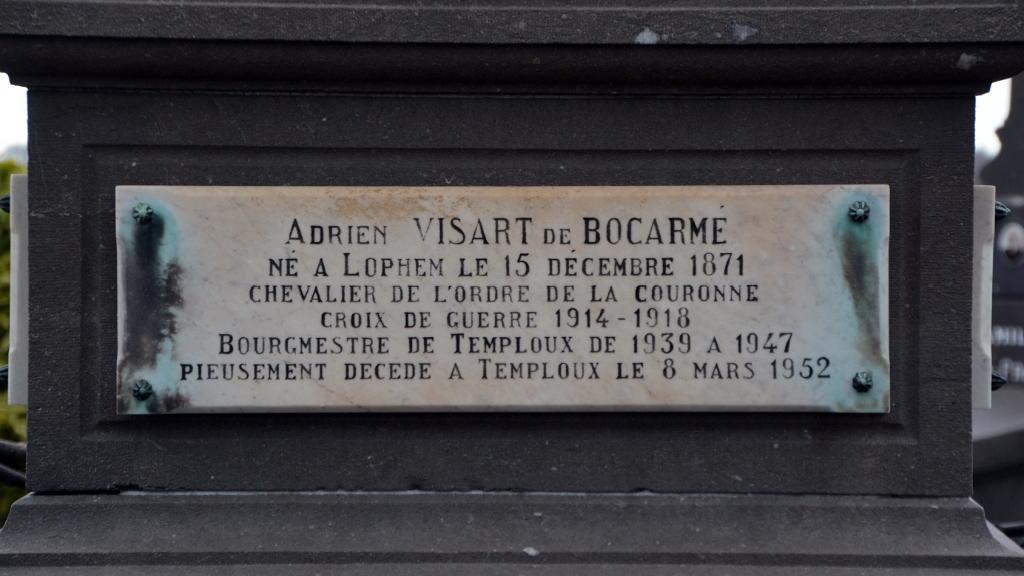 ADRIEN VISART DE BOCARMÉ
NÉ A LOPHEM LE 15 DÉCEMBRE 1871
CHEVALIER DE L'ORDRE DE LA COURONNE
CROIX DE GUERRE 1914-1918
BOURGMESTRE DE TEMPLOUX DE 1939 A 1947
PIEUSEMENT DECEDE A TEMPLOUX LE 8 MARS 1952